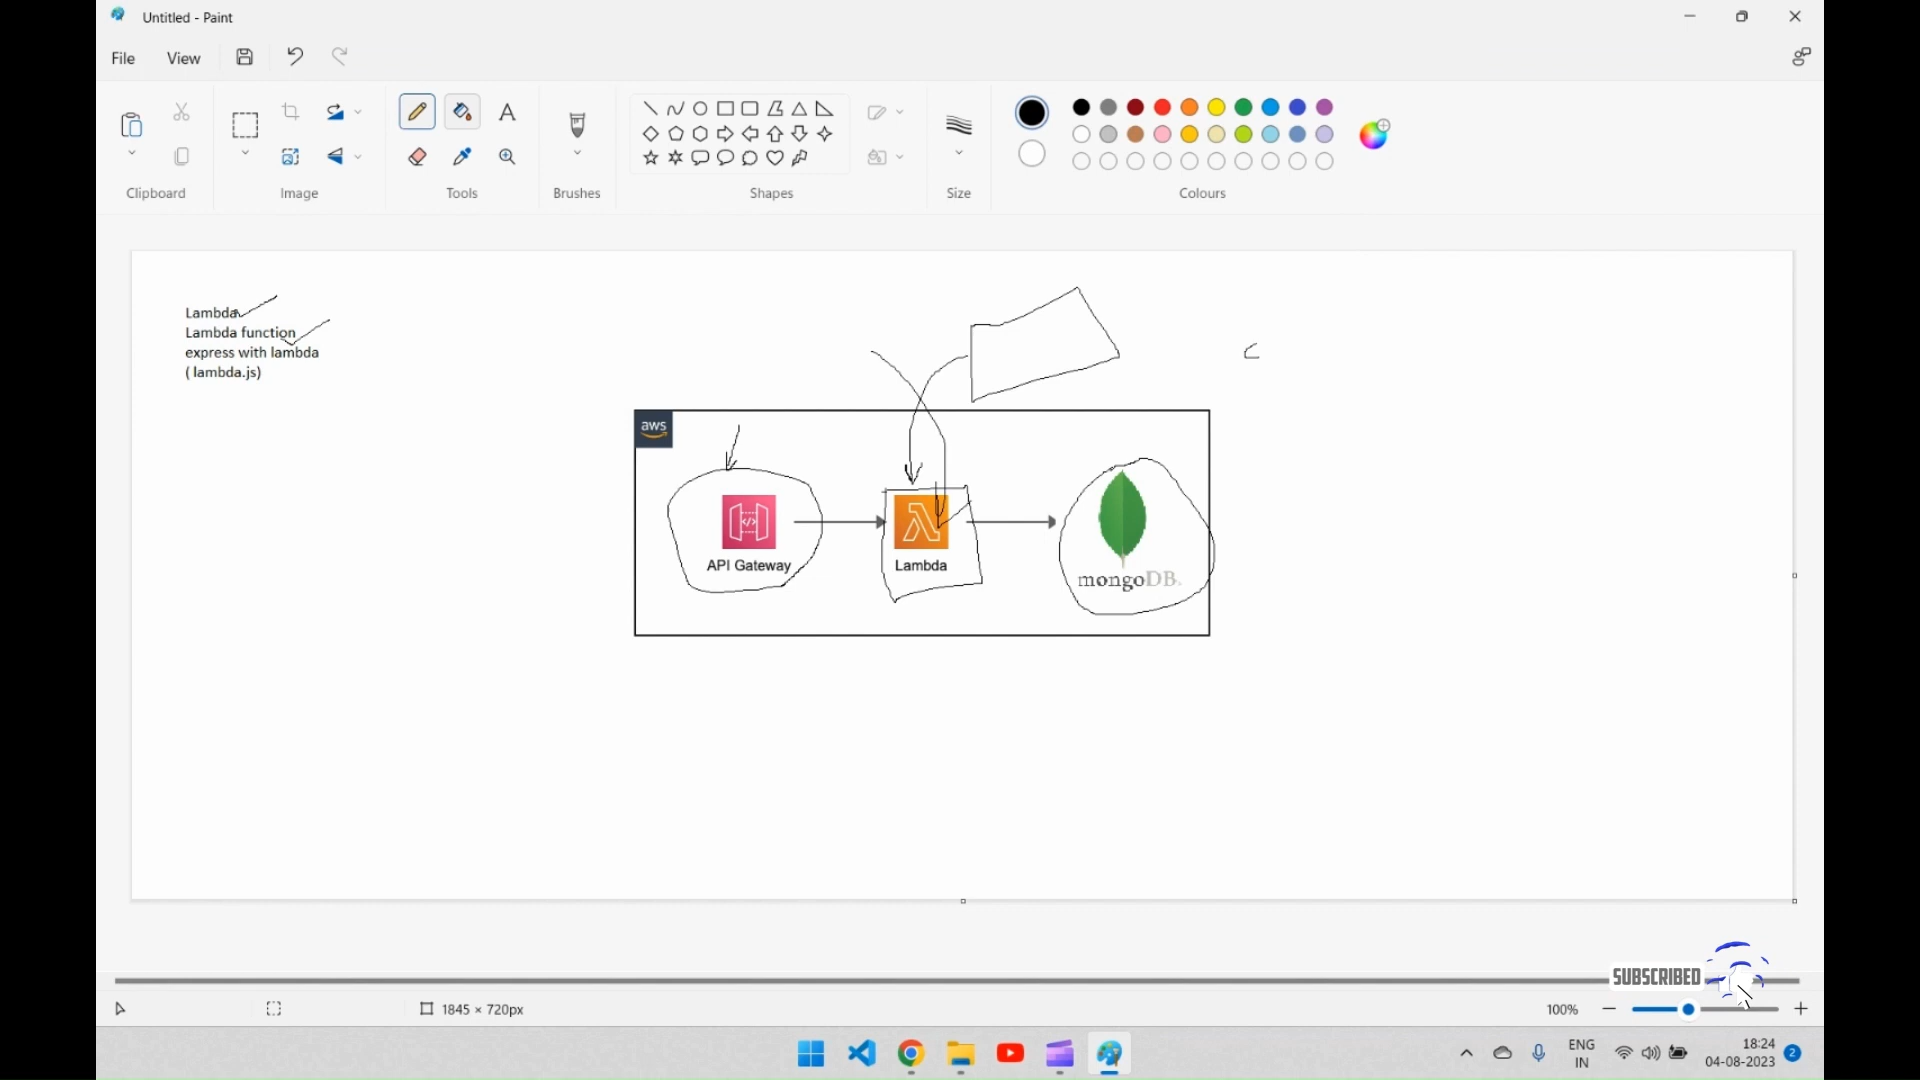 Untitled - Paint
File View
Clipboard
Image
Tools
Brushes
Shapes
Size
Colours
Lambda
Lambda function
express with lambda
( lambda.js)
aws
API Gateway
Lambda
mongoDB.
SUBSCRIBED
1845 × 720px
100%
ENG
IN
18:24
04-08-2023
2